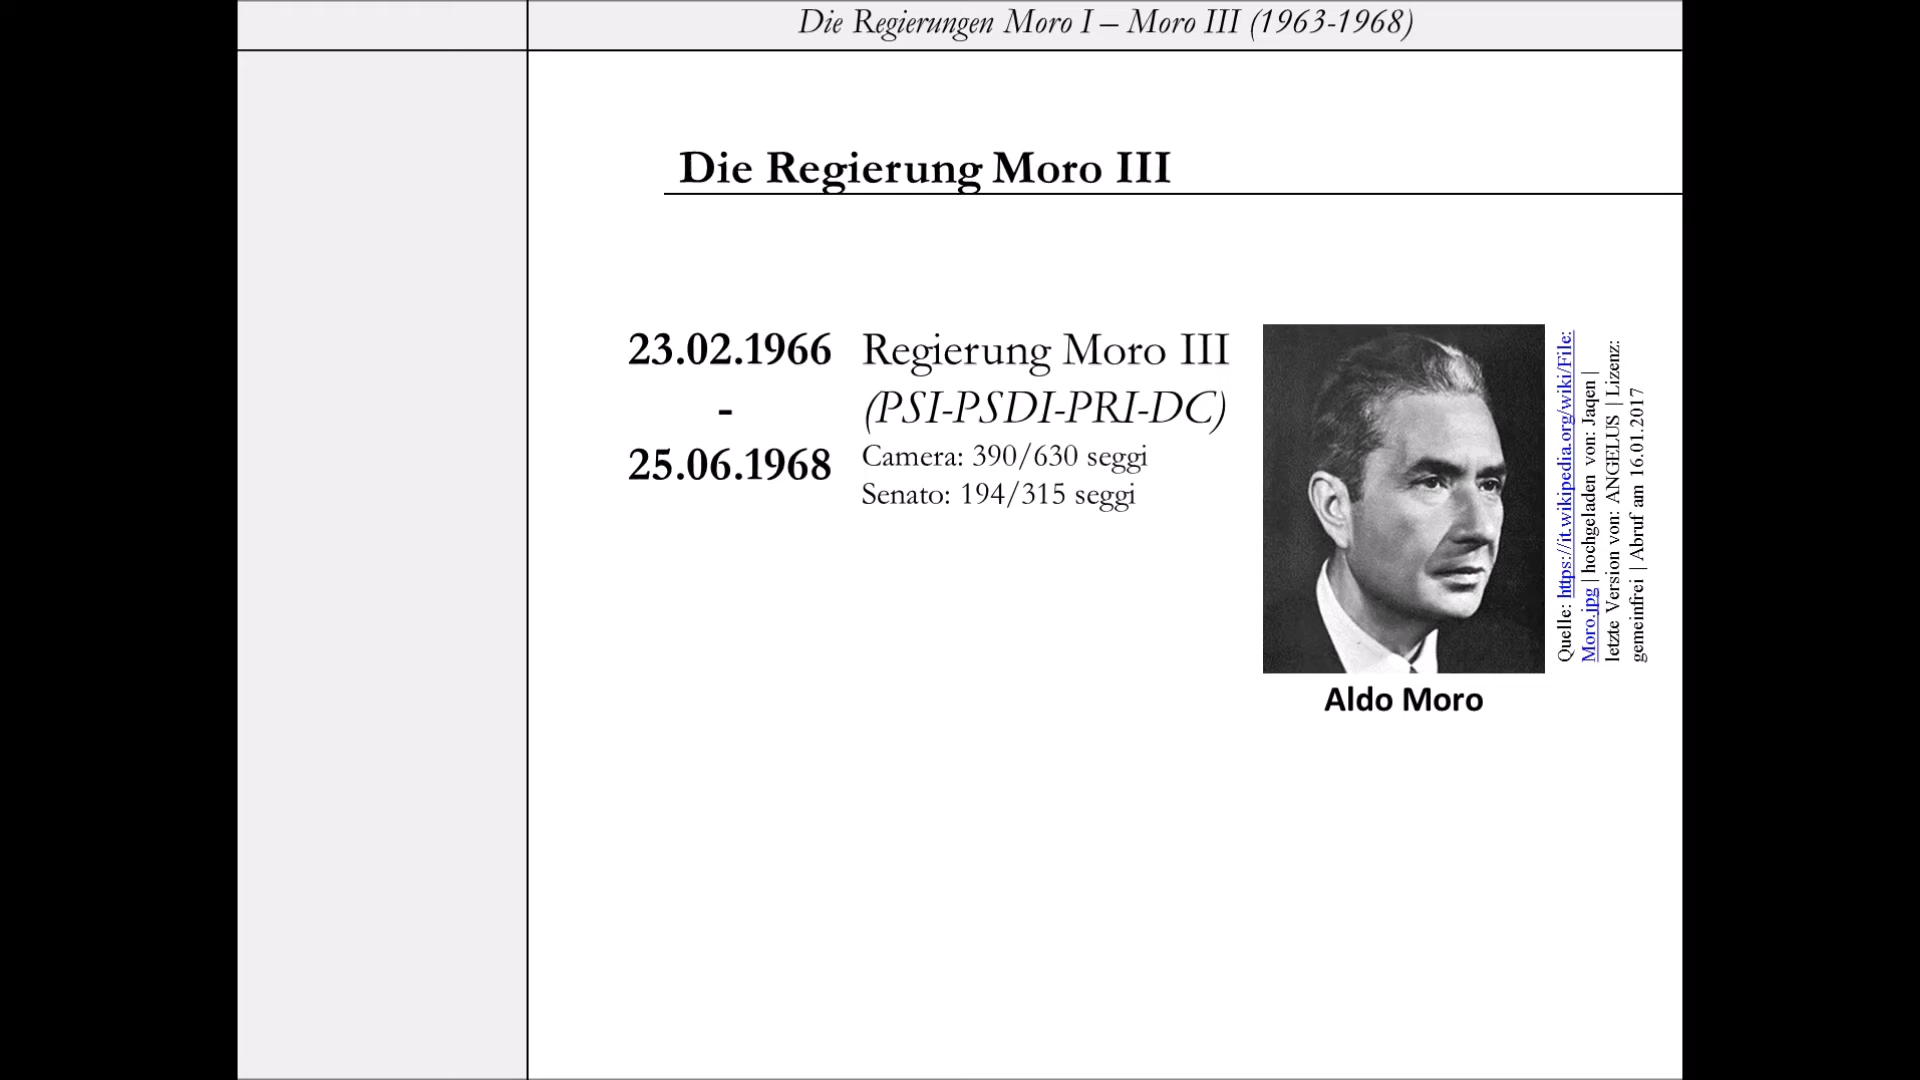 Die Regierungen Moro I – Moro III (1963-1968)
Die Regierung Moro III
23.02.1966
-
25.06.1968
Regierung Moro III
(PSI-PSDI-PRI-DC)
Camera: 390/630 seggi
Senato: 194/315 seggi
Quelle: https://it.wikipedia.org/wiki/File:
Moro.jpg | hochgeladen von: Jaqen |
letzte Version von: ANGELUS | Lizenz:
gemeinfrei | Abruf am 16.01.2017
Aldo Moro